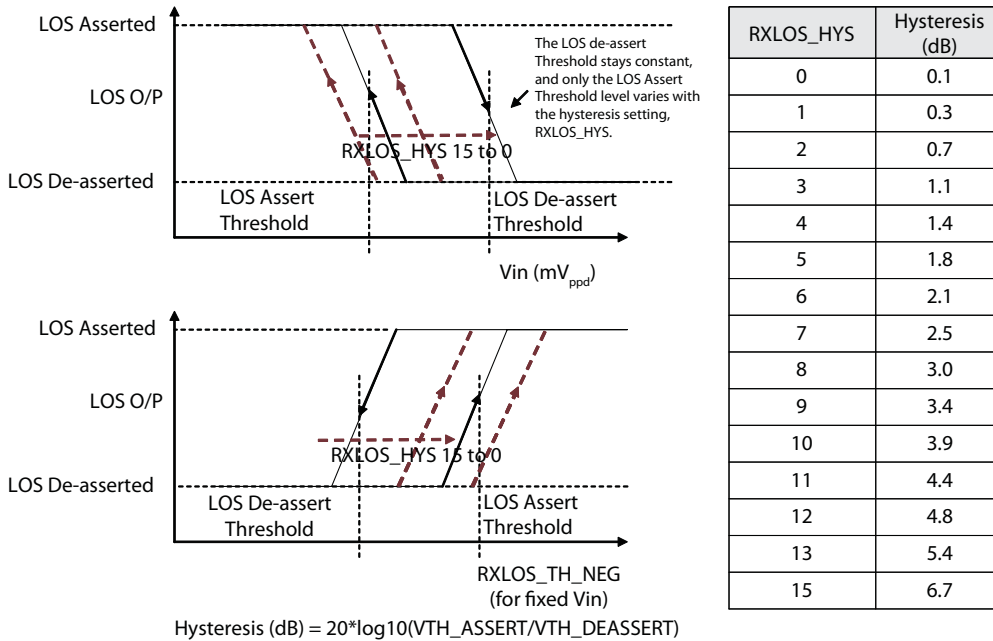 LOS Asserted
LOS O/P
LOS De-asserted
The LOS de-assert
Threshold stays constant,
and only the LOS Assert
Threshold level varies with
the hysteresis setting,
RXLOS_HYS.
RXLOS_HYS 15 to 0
LOS Assert
Threshold
LOS De-assert
Threshold
Vin (mVppd)
LOS Asserted
LOS O/P
LOS De-asserted
RXLOS_HYS 15 to 0
LOS De-assert
Threshold
LOS Assert
Threshold
RXLOS_TH_NEG
(for fixed Vin)
Hysteresis (dB) = 20*log10(VTH_ASSERT/VTH_DEASSERT)
RXLOS_HYS Hysteresis (dB)
0 0.1
1 0.3
2 0.7
3 1.1
4 1.4
5 1.8
6 2.1
7 2.5
8 3.0
9 3.4
10 3.9
11 4.4
12 4.8
13 5.4
15 6.7